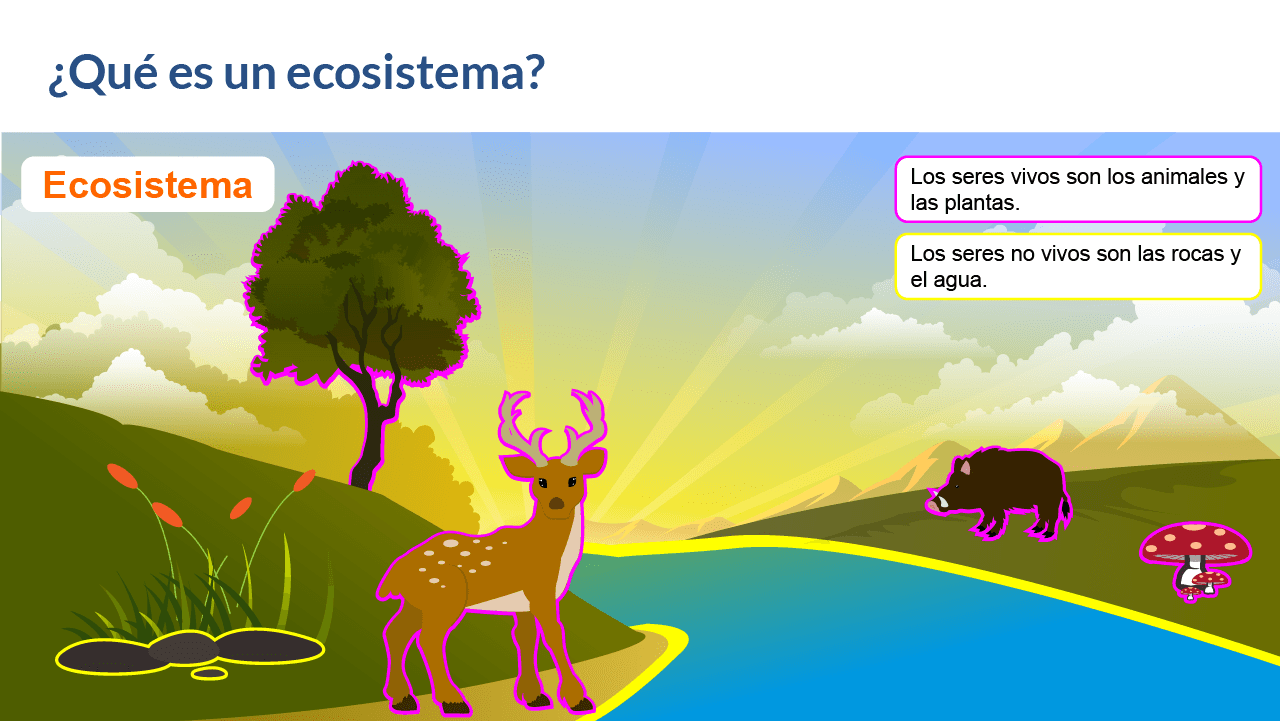 ¿Qué es un ecosistema?
Ecosistema
Los seres vivos son los animales y
las plantas.
Los seres no vivos son las rocas y
el agua.